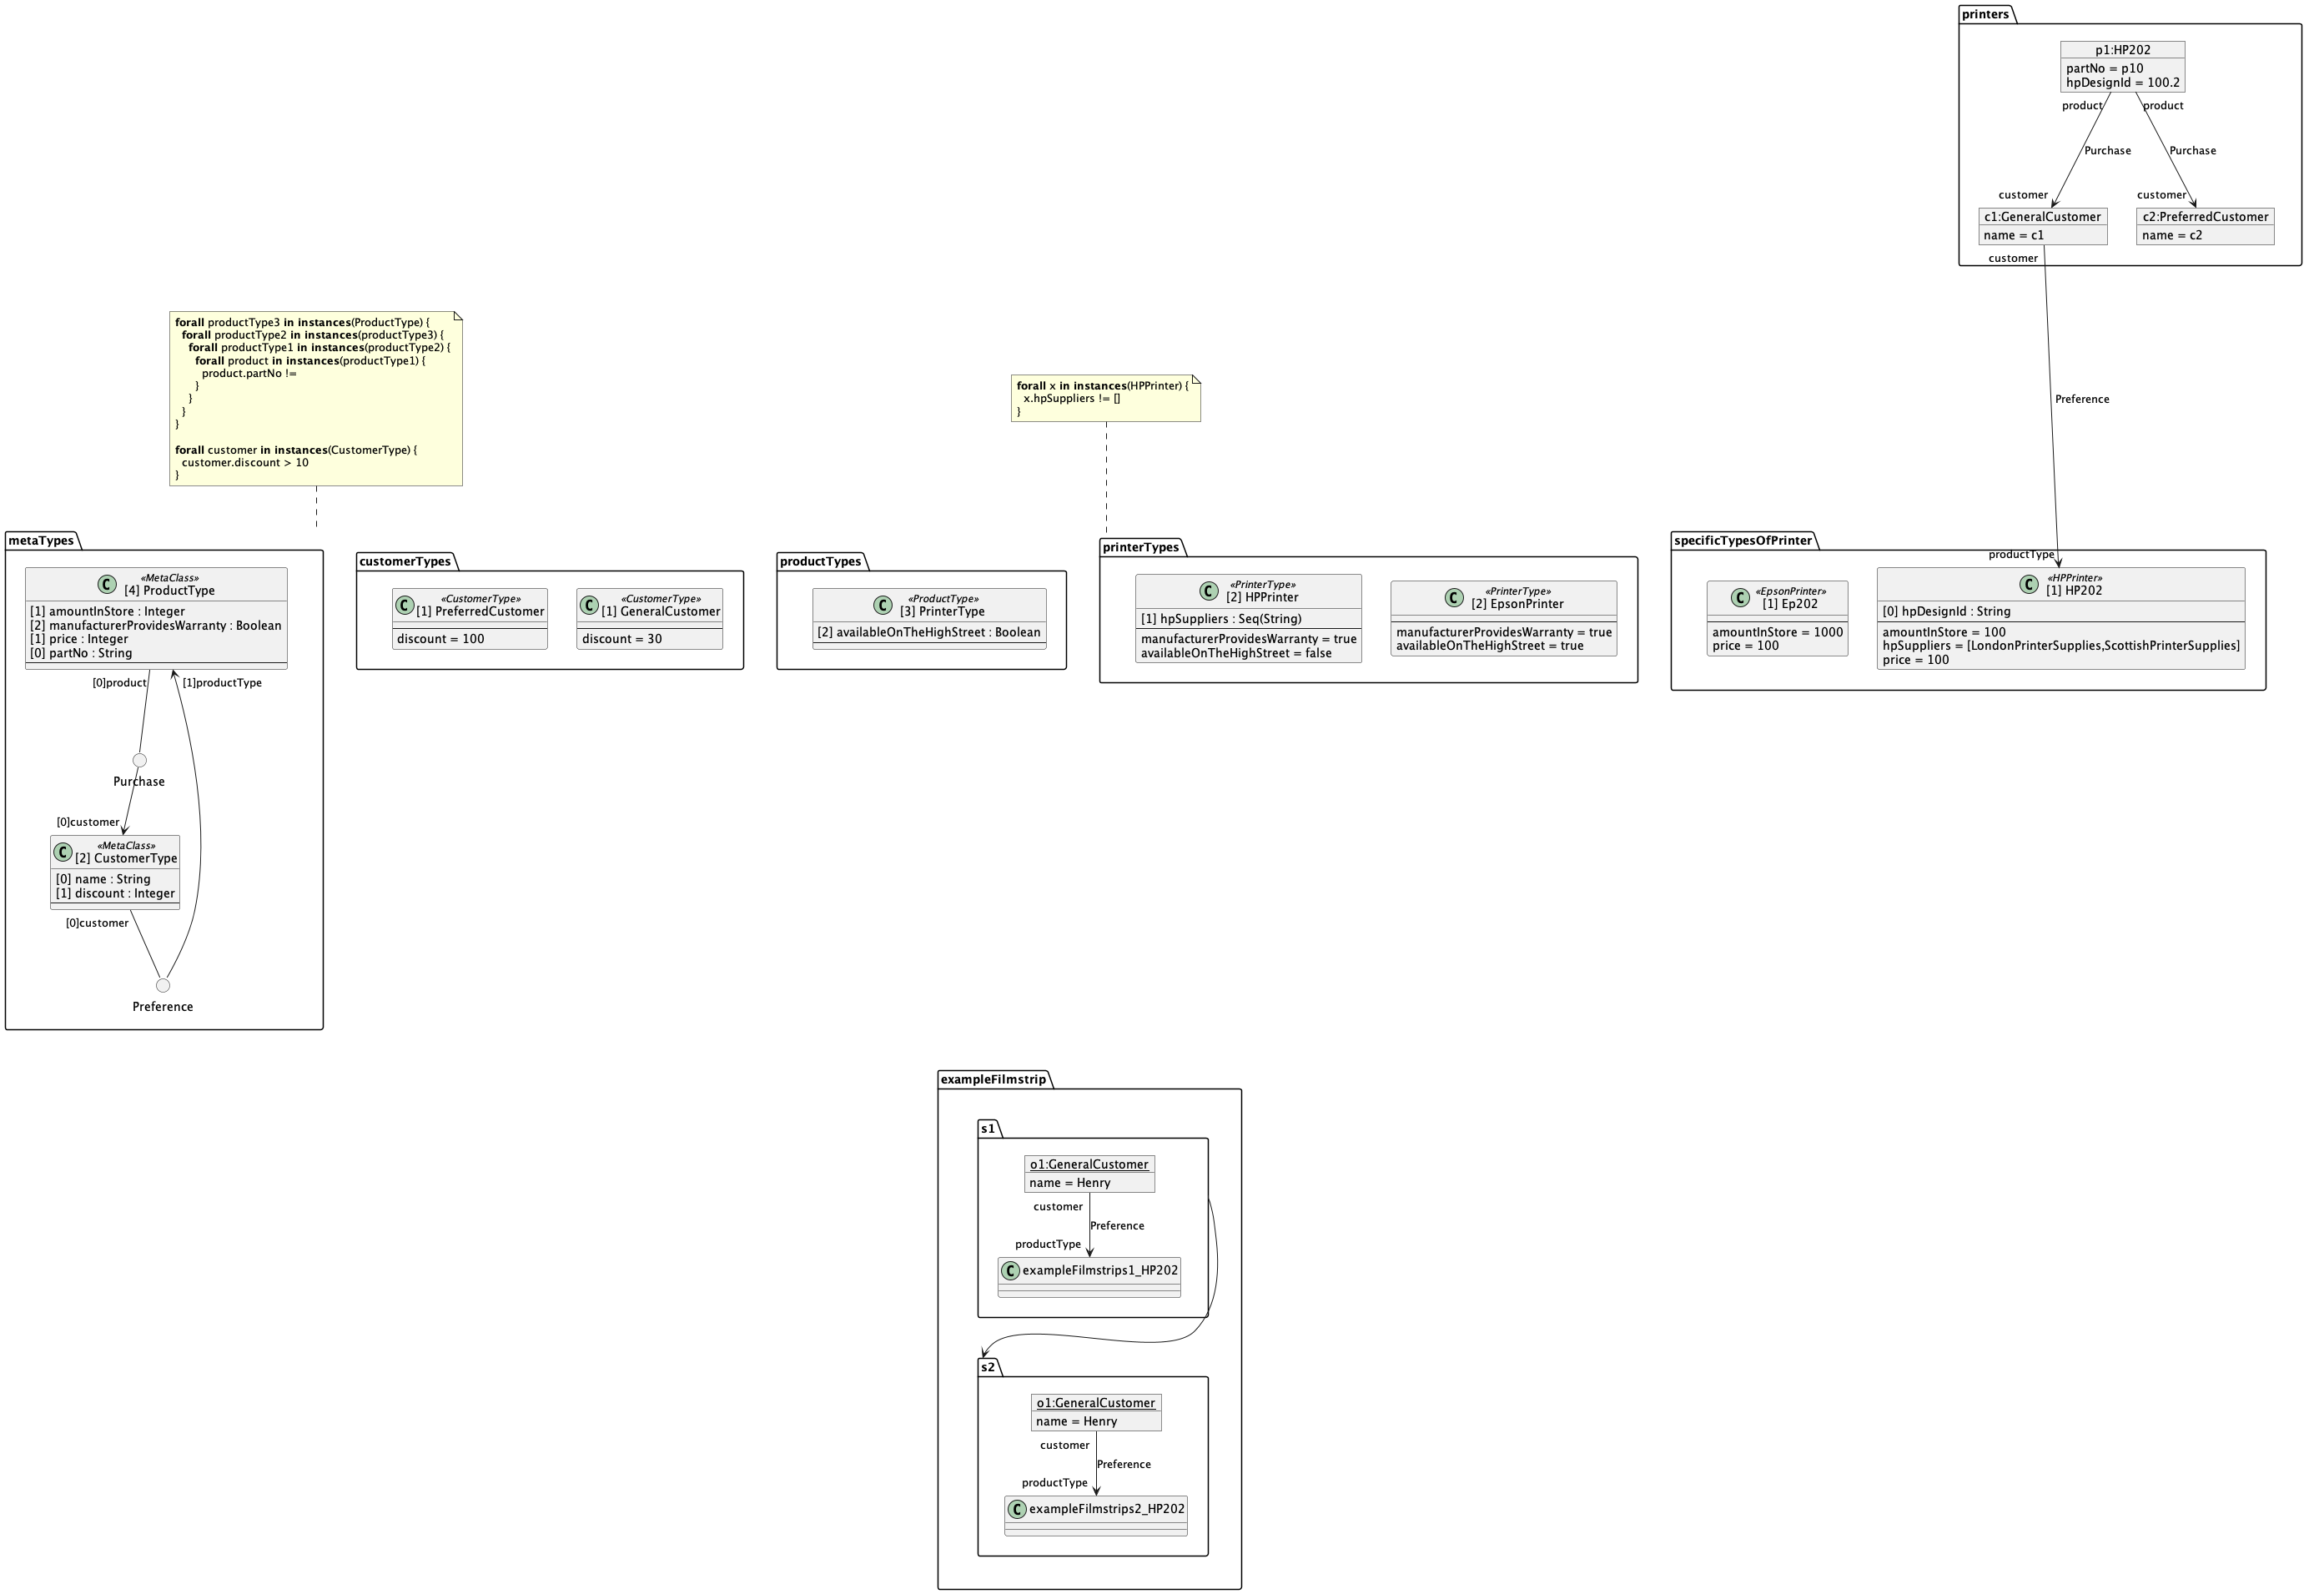 printers
p1:HP202
partNo = p10
hpDesignId = 100.2
product
product
Purchase
Purchase
customer
customer
c1:GeneralCustomer
name = c1
c2:PreferredCustomer
name = c2
customer
Preference
productType
forall productType3 in instances(ProductType) {
forall productType2 in instances(productType3) {
forall productType1 in instances(productType2) {
forall product in instances(productType1) {
product.partNo !=
}
}
}
}
forall customer in instances(CustomerType) {
customer.discount > 10
}
forall x in instances(HPPrinter) {
x.hpSuppliers != []
}
metaTypes
C «MetaClass»
[4] ProductType
[1] amountInStore : Integer
[2] manufacturerProvidesWarranty : Boolean
[1] price : Integer
[0] partNo : String
[0]product
[1]productType
Purchase
[0]customer
C «MetaClass»
[2] CustomerType
[0] name : String
[1] discount : Integer
[0]customer
Preference
customerTypes
C «CustomerType»
[1] PreferredCustomer
discount = 100
C «CustomerType»
[1] GeneralCustomer
discount = 30
productTypes
C «ProductType»
[3] PrinterType
[2] availableOnTheHighStreet : Boolean
printerTypes
C «PrinterType»
[2] HPPrinter
[1] hpSuppliers : Seq(String)
manufacturerProvidesWarranty = true
availableOnTheHighStreet = false
C «PrinterType»
[2] EpsonPrinter
manufacturerProvidesWarranty = true
availableOnTheHighStreet = true
specificTypesOfPrinter
C «EpsonPrinter»
[1] Ep202
amountInStore = 1000
price = 100
C «HPPrinter»
[1] HP202
[0] hpDesignId : String
amountInStore = 100
hpSuppliers = [LondonPrinterSupplies,ScottishPrinterSupplies]
price = 100
exampleFilmstrip
s1
o1:GeneralCustomer
name = Henry
customer
Preference
productType
C exampleFilmstrips1_HP202
s2
o1:GeneralCustomer
name = Henry
customer
Preference
productType
C exampleFilmstrips2_HP202